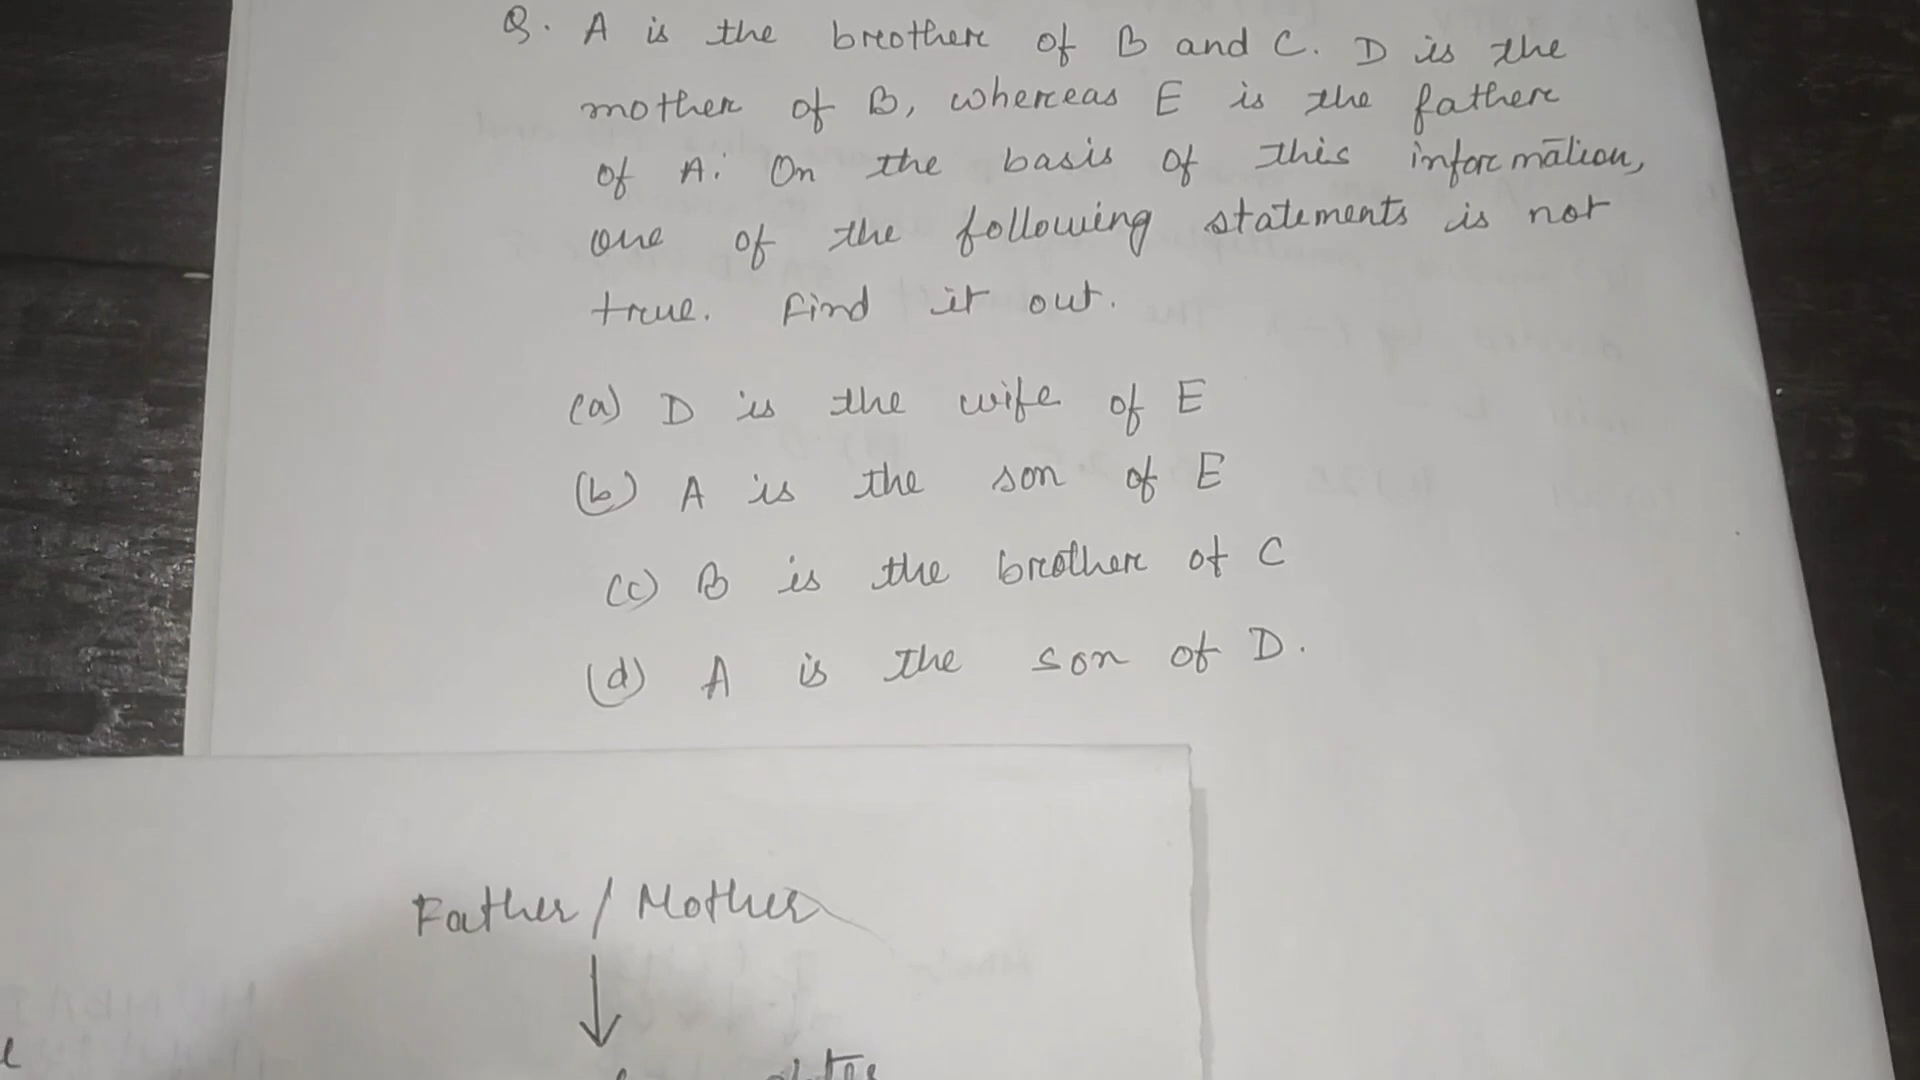 Q. A is the brother of B and C. D is the
mother of B, whereas E is the father
of A. On the basis of this information,
one of the following statements is not
true. Find it out.
(a) D is the wife of E
(b) A is the son of E
(c) B is the brother of C
(d) A is the son of D.
Father / Mother
↓